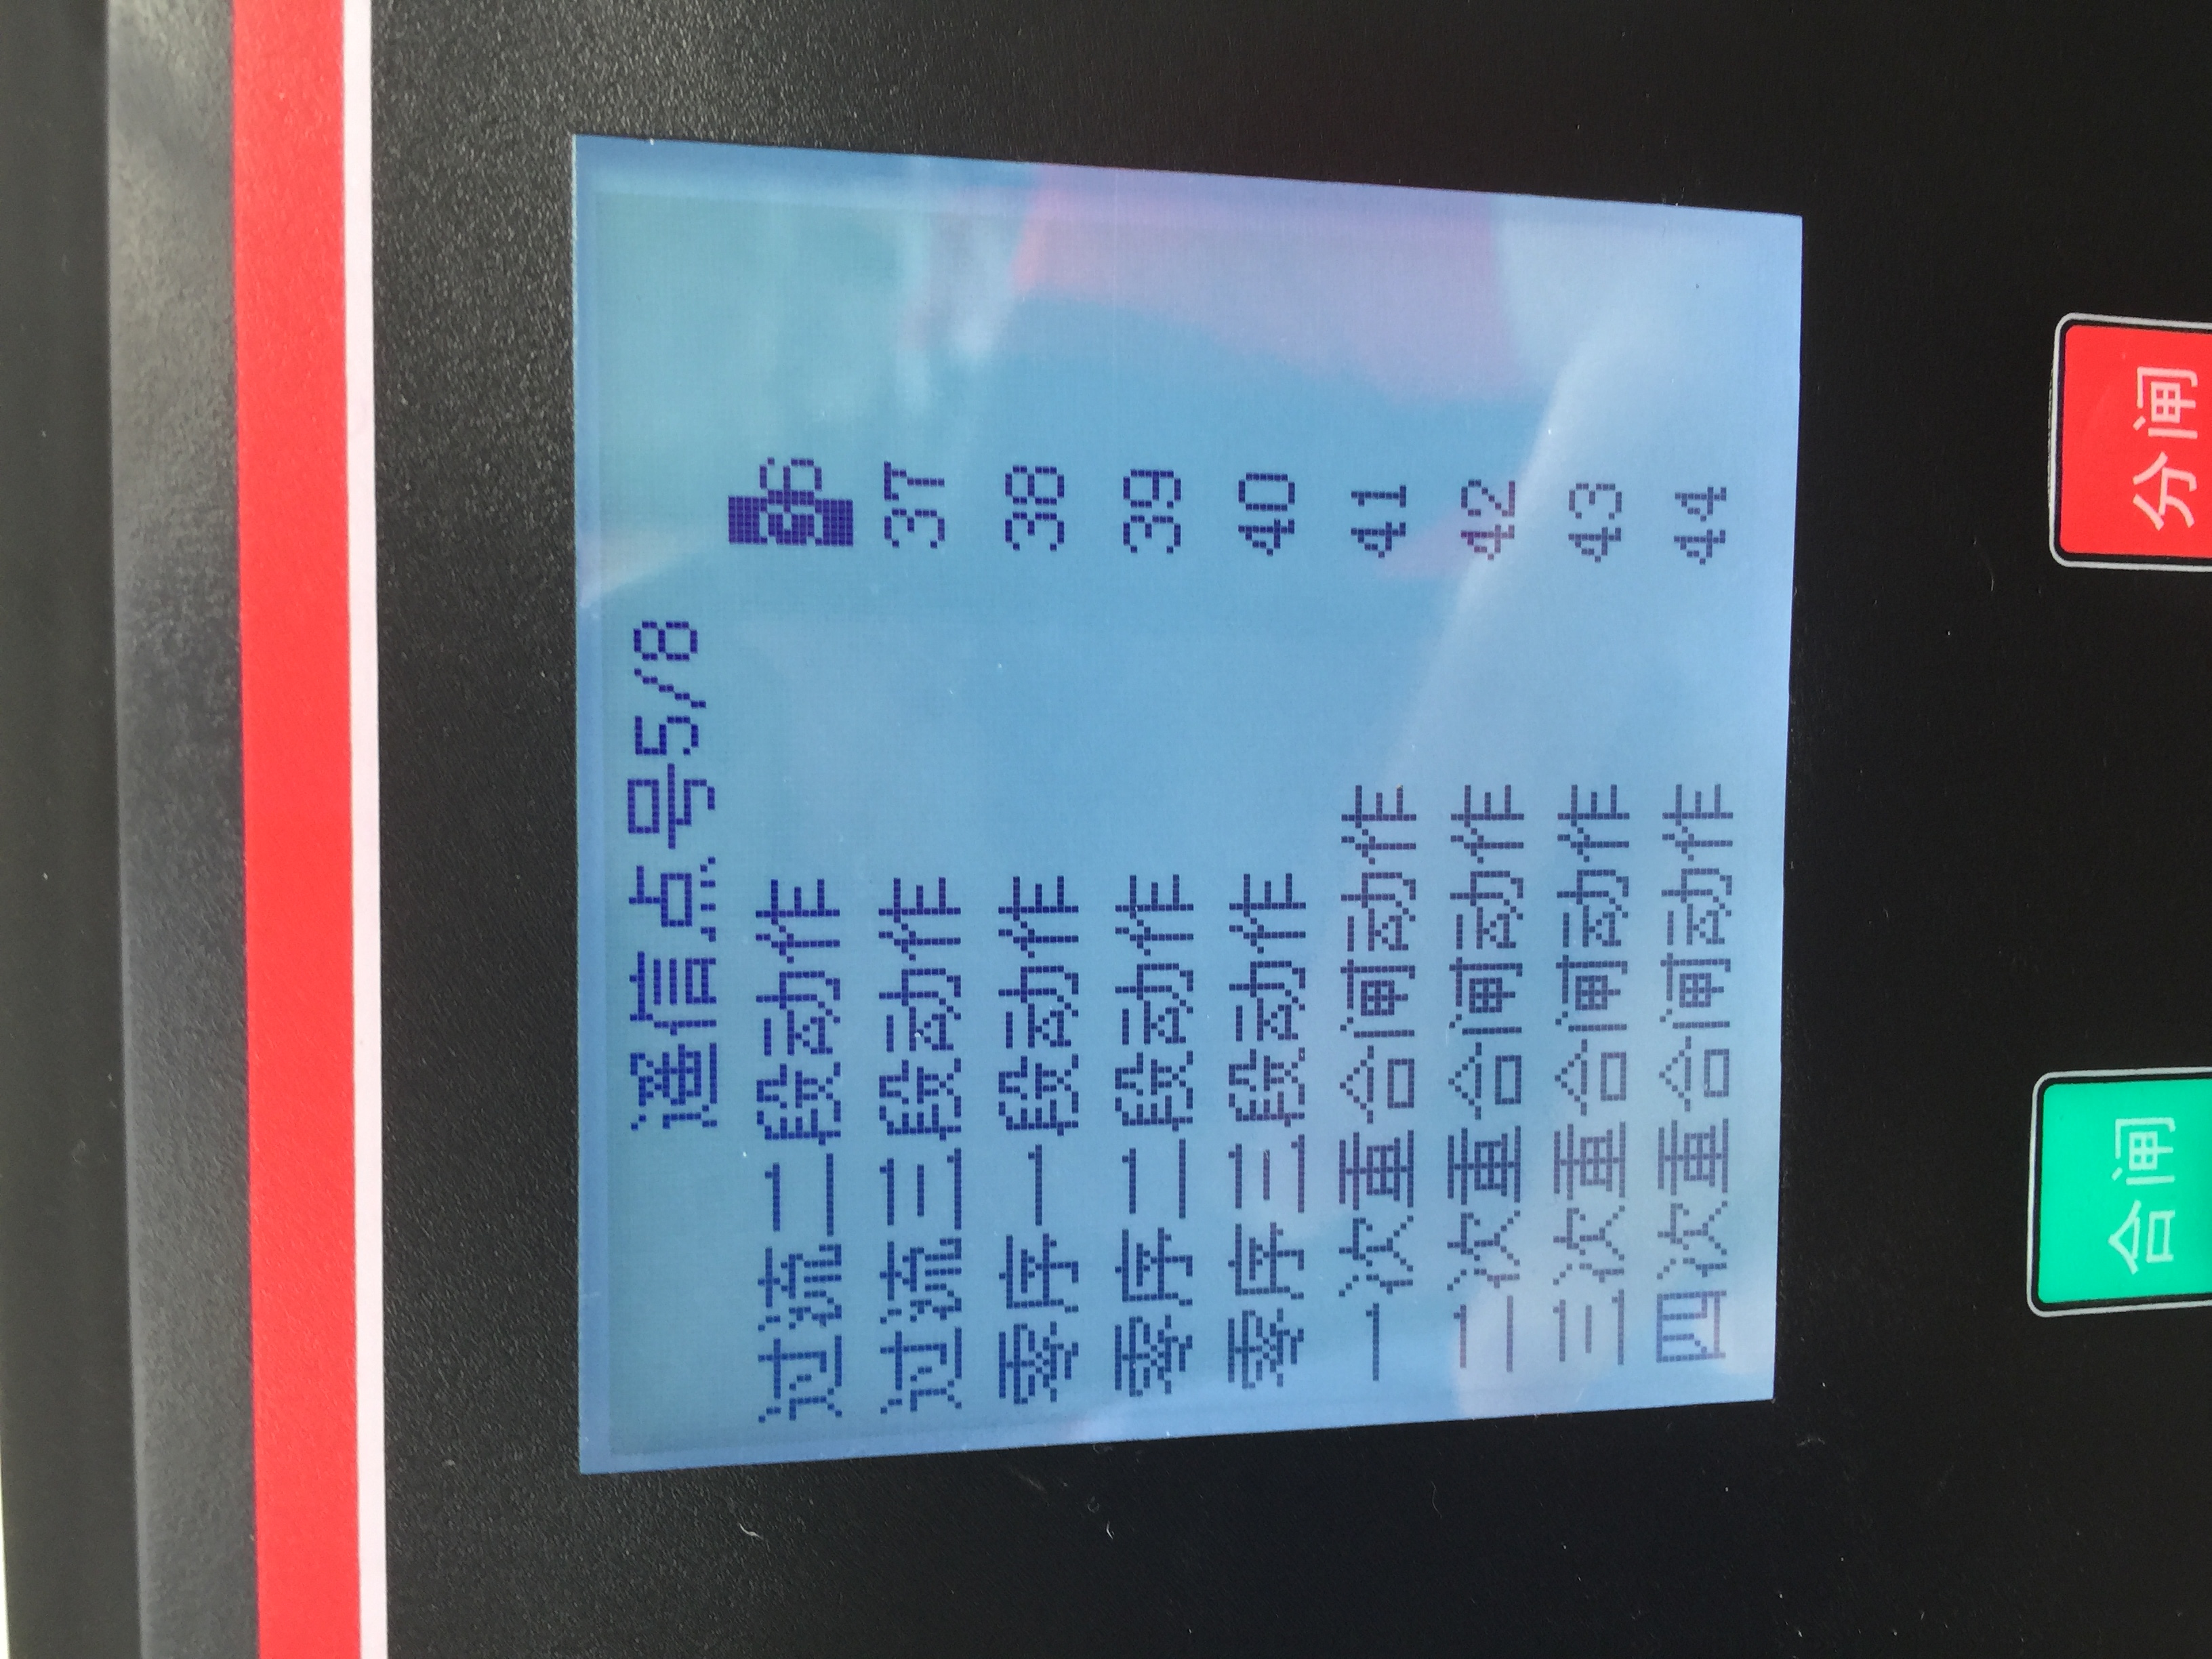 通信点号5/8
过流二段动作 36
过流三段动作 37
零序一段动作 38
零序二段动作 39
零序三段动作 40
一次重合闸动作 41
二次重合闸动作 42
三次重合闸动作 43
四次重合闸动作 44
合闸
分闸